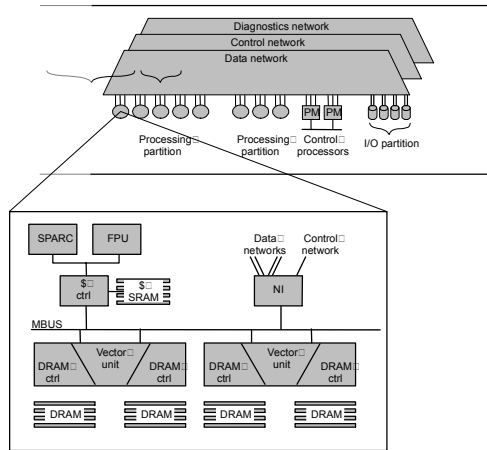 Diagnostics network
Control network
Data network
PM PM
Processing
partition
Processing
partition
Control
processors
I/O partition
SPARC
FPU
Data
networks
Control
network
$
ctrl
$
SRAM
NI
MBUS
DRAM
ctrl
Vector
unit
DRAM
ctrl
DRAM
ctrl
Vector
unit
DRAM
ctrl
DRAM
DRAM
DRAM
DRAM